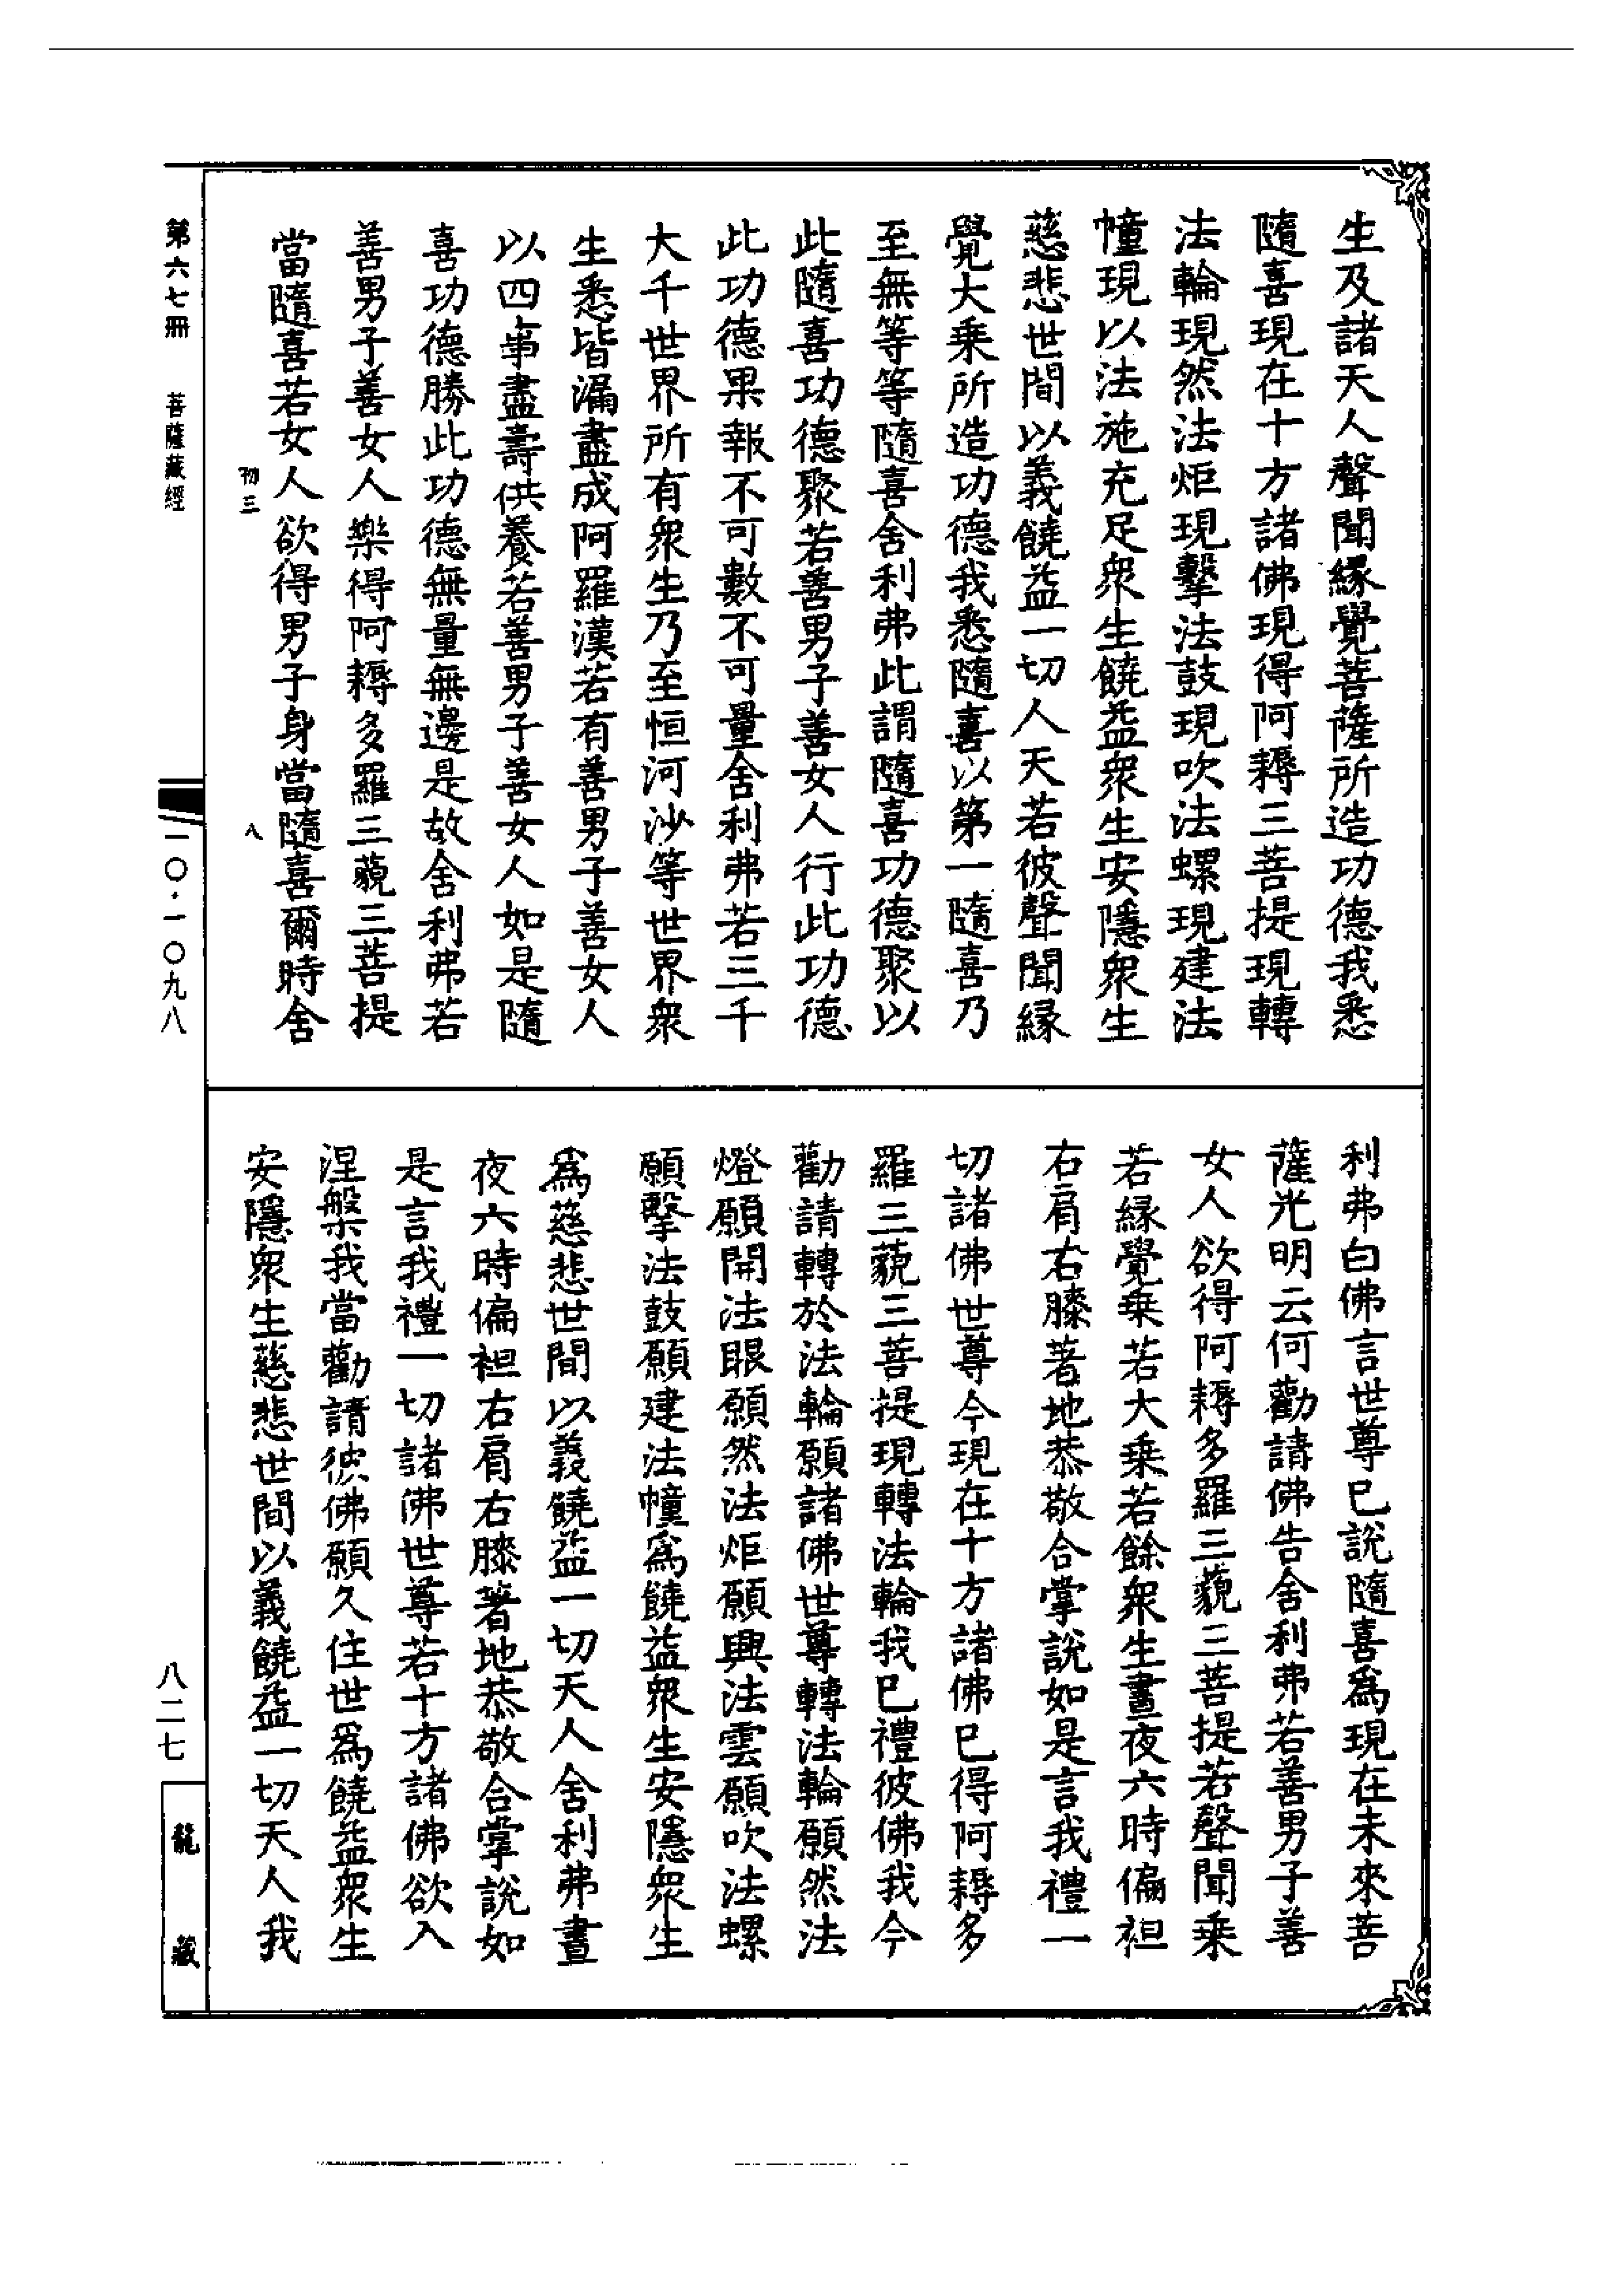 生及諸天人聲聞緣覺菩薩所造功德我悉
隨喜現在十方諸佛現得阿耨三菩提現轉
法輪現然法炬現擊法鼓現吹法螺現建法
幢現以法施充足衆生饒益衆生安隱衆生
慈悲世間以義饒益一切人天若彼聲聞緣
覺大乘所造功德我悉隨喜以第一隨喜乃
至無等等隨喜舍利弗此謂隨喜功德聚以
此隨喜功德聚若善男子善女人行此功德
此功德果報不可數不可量舍利弗若三千
大千世界所有衆生乃至恒河沙等世界衆
生悉皆漏盡成阿羅漢若有善男子善女人
以四事盡壽供養若善男子善女人如是隨
喜功德勝此功德無量無邊是故舍利弗若
善男子善女人樂得阿耨多羅三藐三菩提
當隨喜若女人欲得男子身當隨喜爾時舍
利弗白佛言世尊已說隨喜爲現在未來菩
薩光明云何勸請佛告舍利弗若善男子善
女人欲得阿耨多羅三藐三菩提若聲聞乘
若緣覺乘若大乘若餘衆生晝夜六時偏袒
右肩右膝著地恭敬合掌說如是言我禮一
切諸佛世尊今現在十方諸佛已得阿耨多
羅三藐三菩提現轉法輪我已禮彼佛我今
勸請轉於法輪願諸佛世尊轉法輪願然法
燈願開法眼願然法炬願興法雲願吹法螺
願擊法鼓願建法幢爲饒益衆生安隱衆生
爲慈悲世間以義饒益一切天人舍利弗晝
夜六時偏袒右肩右膝著地恭敬合掌說如
是言我禮一切諸佛世尊若十方諸佛欲入
涅槃我當勸請彼佛願久住世爲饒益衆生
安隱衆生慈悲世間以義饒益一切天人我
芴三
八
第六七冊
菩薩藏經
一〇·一〇九八
八二七
龍藏